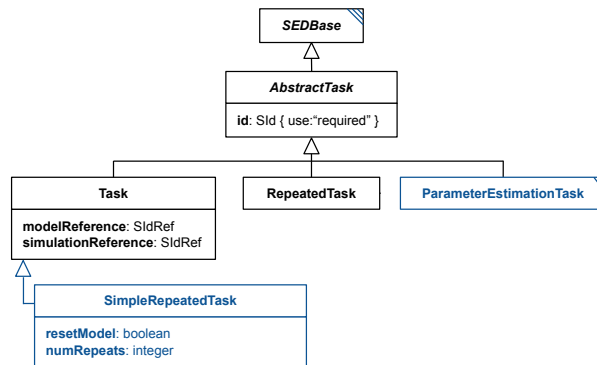 SEDBase
AbstractTask
id: SId { use:“required” }
Task
modelReference: SIdRef
simulationReference: SIdRef
RepeatedTask
ParameterEstimationTask
SimpleRepeatedTask
resetModel: boolean
numRepeats: integer